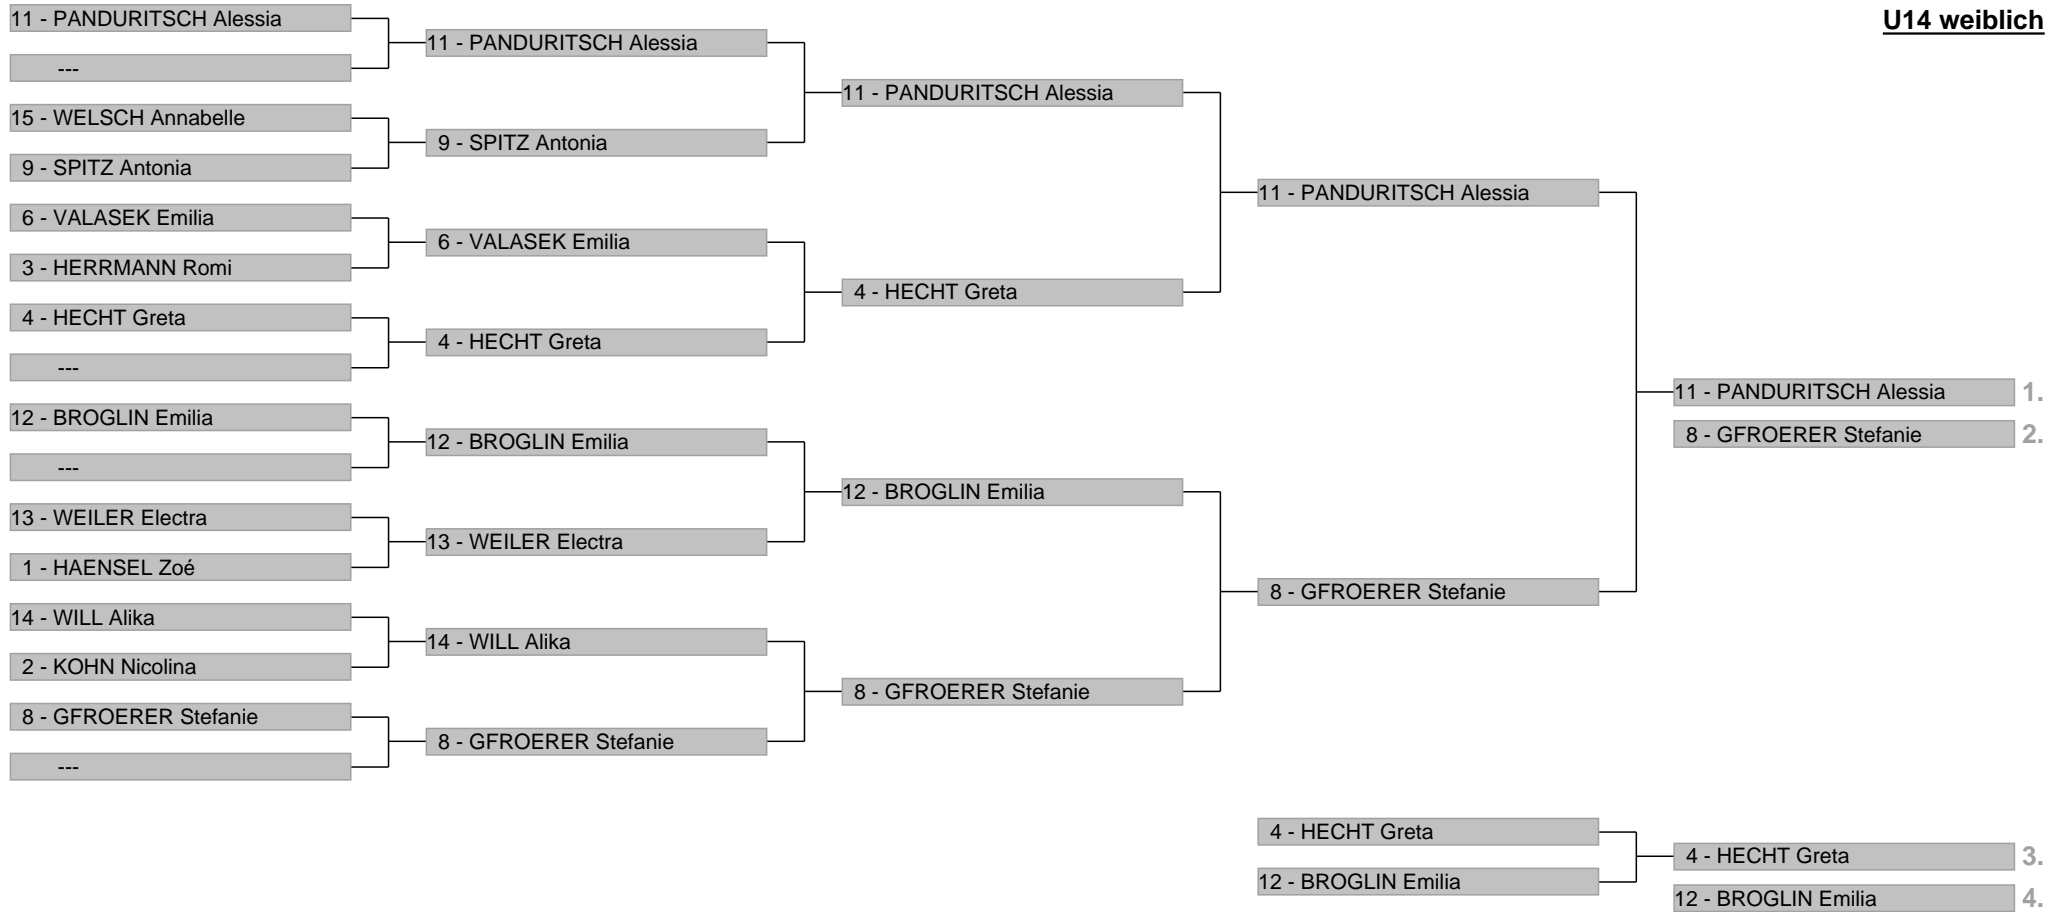 U14 weiblich
11 - PANDURITSCH Alessia
---
15 - WELSCH Annabelle
9 - SPITZ Antonia
6 - VALASEK Emilia
3 - HERRMANN Romi
4 - HECHT Greta
---
12 - BROGLIN Emilia
---
13 - WEILER Electra
1 - HAENSEL Zoé
14 - WILL Alika
2 - KOHN Nicolina
8 - GFROERER Stefanie
---
11 - PANDURITSCH Alessia
9 - SPITZ Antonia
6 - VALASEK Emilia
4 - HECHT Greta
12 - BROGLIN Emilia
13 - WEILER Electra
14 - WILL Alika
8 - GFROERER Stefanie
11 - PANDURITSCH Alessia
4 - HECHT Greta
12 - BROGLIN Emilia
8 - GFROERER Stefanie
11 - PANDURITSCH Alessia
8 - GFROERER Stefanie
11 - PANDURITSCH Alessia 1.
8 - GFROERER Stefanie 2.
4 - HECHT Greta
12 - BROGLIN Emilia
4 - HECHT Greta 3.
12 - BROGLIN Emilia 4.